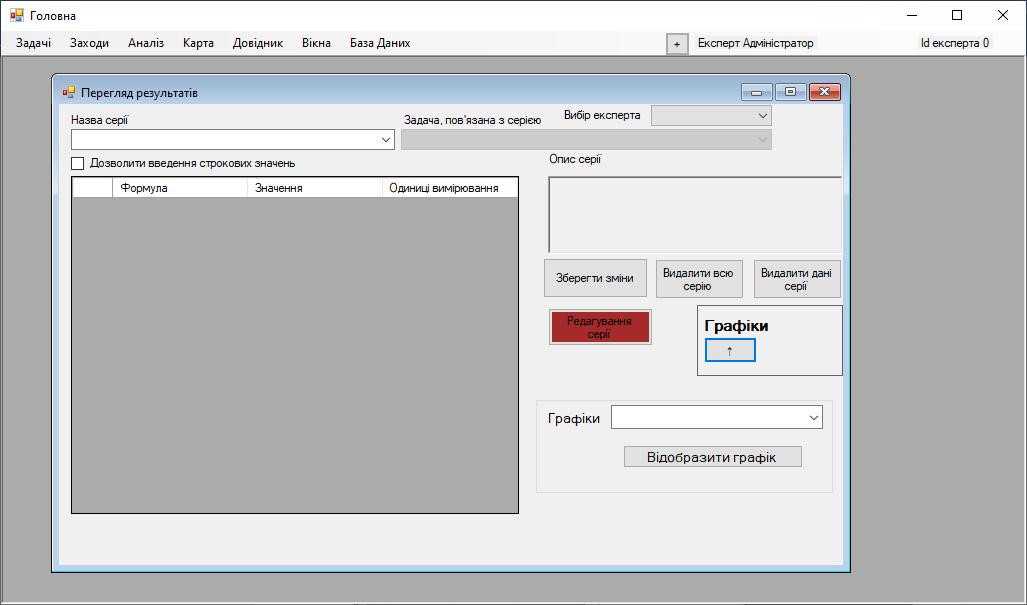 Головна
Задачі Заходи Аналіз Карта Довідник Вікна База Даних + Експерт Адміністратор Id експерта 0
Перегляд результатів
Назва серії Задача, пов'язана з серією Вибір експерта
Дозволити введення строкових значень Опис серії
Формула Значення Одиниці вимірювання
Зберегти зміни
Видалити всю
серію
Видалити дані
серії
Редагування
серії
Графіки
↑
Графіки
Відобразити графік